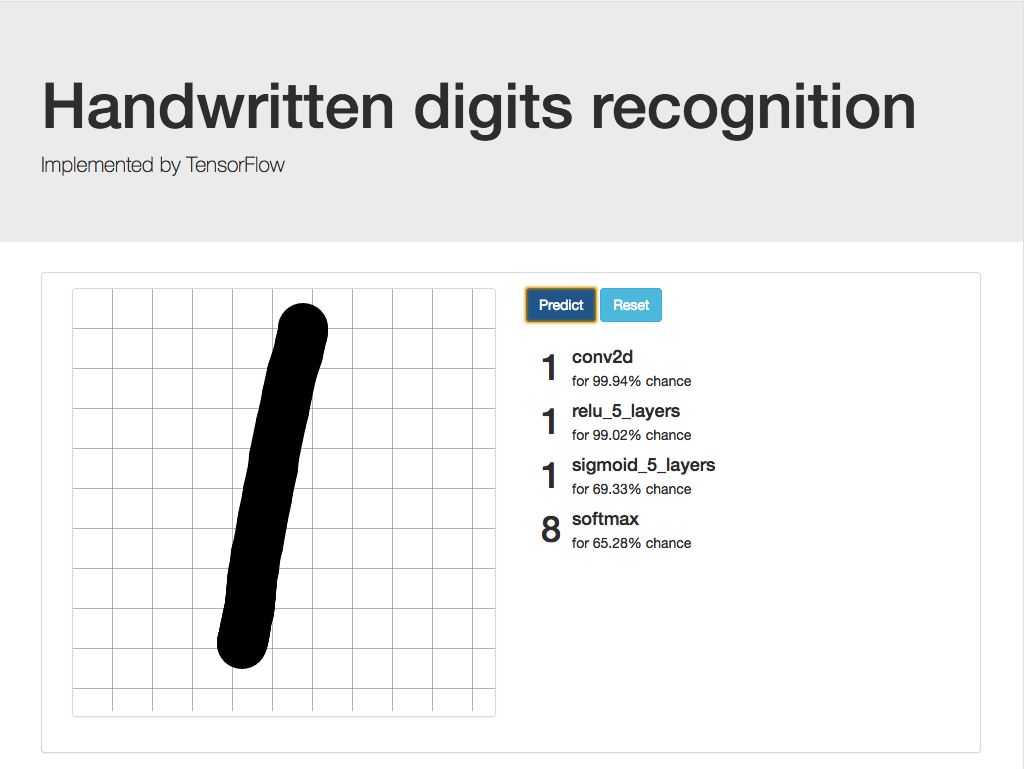 Handwritten digits recognition
Implemented by TensorFlow
Predict Reset
1 conv2d
for 99.94% chance
1 relu_5_layers
for 99.02% chance
1 sigmoid_5_layers
for 69.33% chance
8 softmax
for 65.28% chance